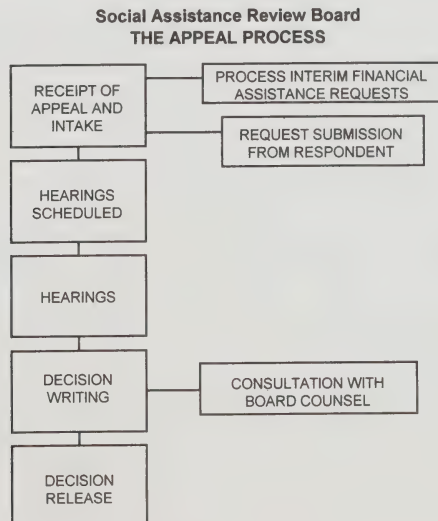 Social Assistance Review Board
THE APPEAL PROCESS
RECEIPT OF
APPEAL AND
INTAKE
PROCESS INTERIM FINANCIAL
ASSISTANCE REQUESTS
REQUEST SUBMISSION
FROM RESPONDENT
HEARINGS
SCHEDULED
HEARINGS
DECISION
WRITING
CONSULTATION WITH
BOARD COUNSEL
DECISION
RELEASE